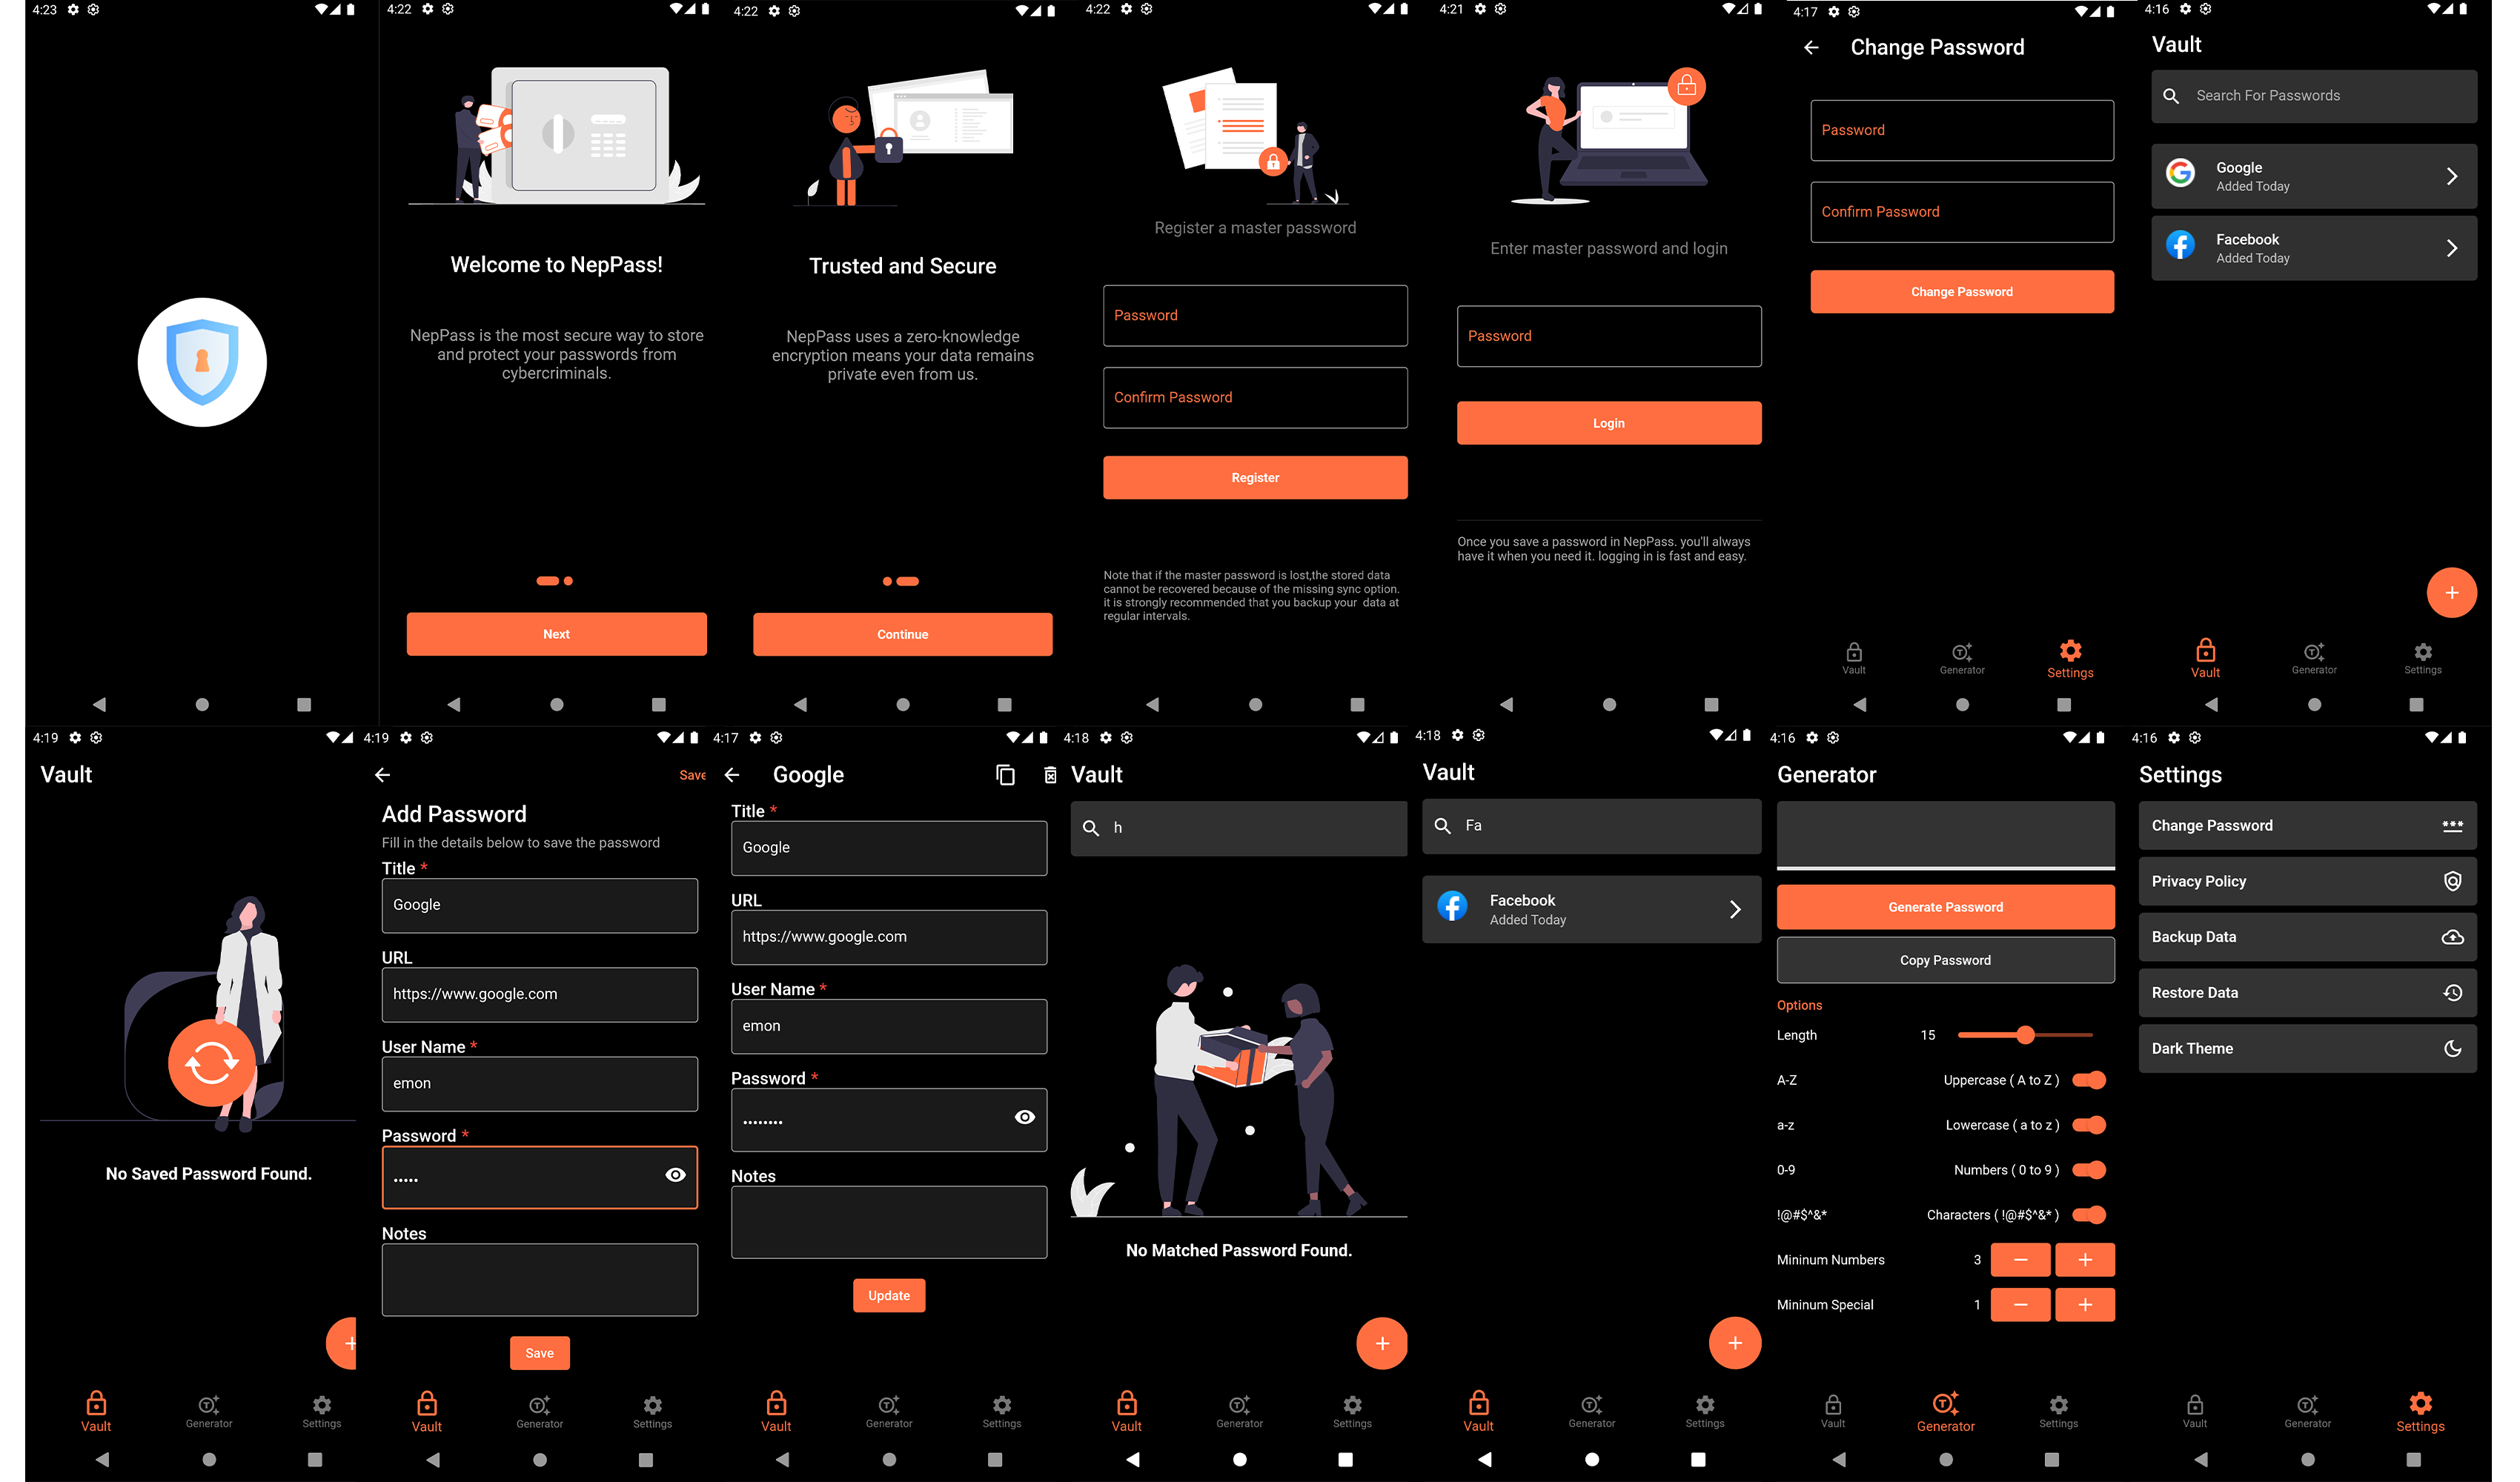 4:23
4:22
Welcome to NepPass!
NepPass is the most secure way to store
and protect your passwords from
cybercriminals.
Next
4:22
Trusted and Secure
NepPass uses a zero-knowledge
encryption means your data remains
private even from us.
Continue
4:22
Register a master password
Password
Confirm Password
Register
Note that if the master password is lost,the stored data
cannot be recovered because of the missing sync option.
it is strongly recommended that you backup your  data at
regular intervals.
4:21
Enter master password and login
Password
Login
Once you save a password in NepPass. you'll always
have it when you need it. logging in is fast and easy.
4:17
Change Password
Password
Confirm Password
Change Password
Vault
Generator
Settings
4:16
Vault
Search For Passwords
Google
Added Today
Facebook
Added Today
+
Vault
Generator
Settings
4:19
Vault
No Saved Password Found.
+
Vault
Generator
Settings
4:19
Save
Add Password
Fill in the details below to save the password
Title *
Google
URL
https://www.google.com
User Name *
emon
Password *
•••••
Notes
Save
Vault
Generator
Settings
4:17
Google
Title *
Google
URL
https://www.google.com
User Name *
emon
Password *
••••••••
Notes
Update
Vault
Generator
Settings
4:18
Vault
h
No Matched Password Found.
+
Vault
Generator
Settings
4:18
Vault
Fa
Facebook
Added Today
+
Vault
Generator
Settings
4:16
Generator
Generate Password
Copy Password
Options
Length 15
A-Z Uppercase ( A to Z )
a-z Lowercase ( a to z )
0-9 Numbers ( 0 to 9 )
!@#$^&* Characters ( !@#$^&* )
Mininum Numbers 3 − +
Mininum Special 1 − +
Vault
Generator
Settings
4:16
Settings
Change Password
Privacy Policy
Backup Data
Restore Data
Dark Theme
Vault
Generator
Settings